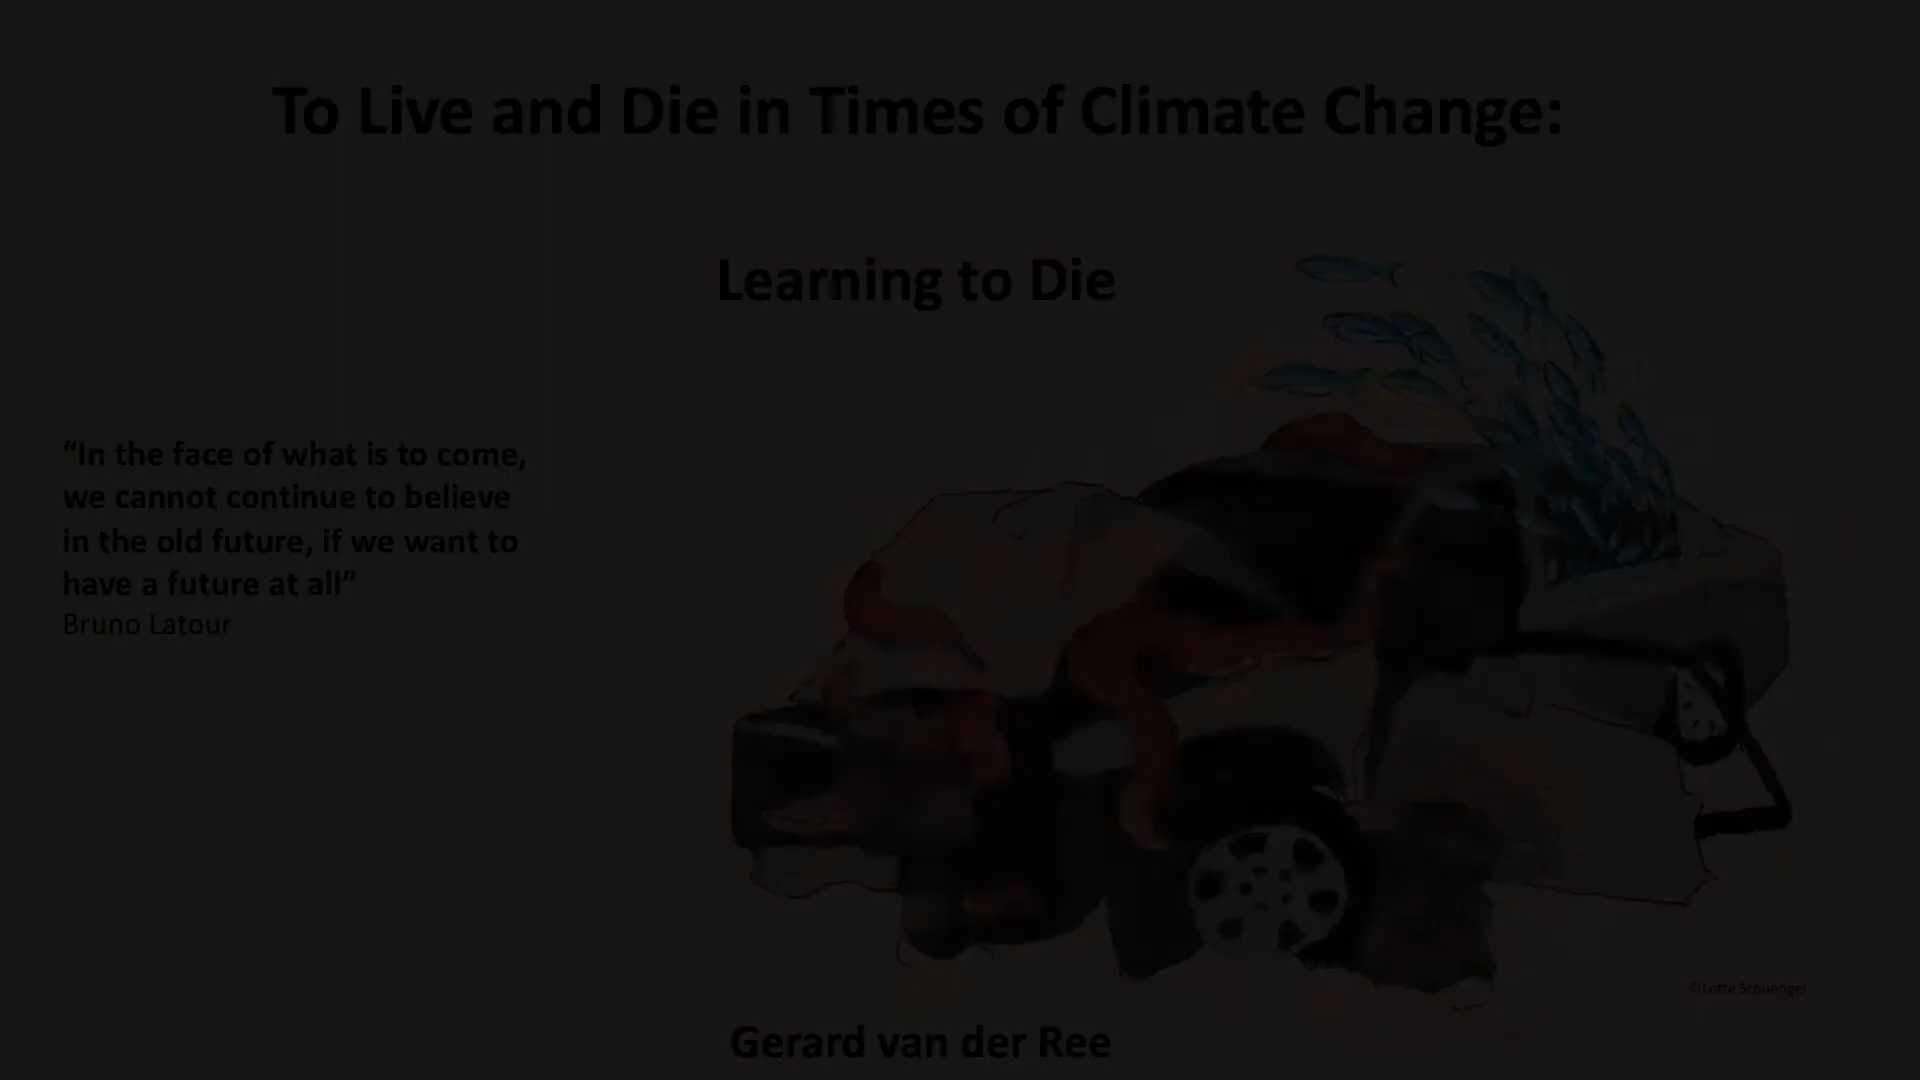 To Live and Die in Times of Climate Change:
Learning to Die
“In the face of what is to come,
we cannot continue to believe
in the old future, if we want to
have a future at all”
Bruno Latour
©Lotte
Gerard van der Ree